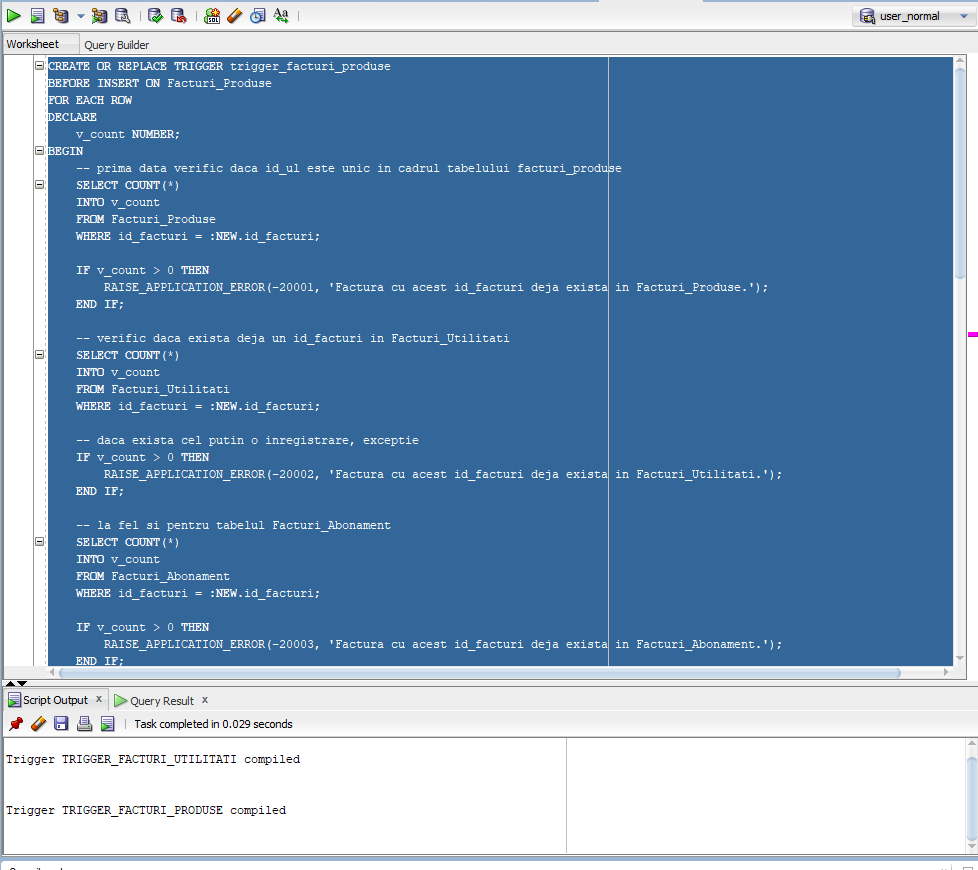 user_normal
Worksheet
Query Builder
CREATE OR REPLACE TRIGGER trigger_facturi_produse
BEFORE INSERT ON Facturi_Produse
FOR EACH ROW
DECLARE
    v_count NUMBER;
BEGIN
    -- prima data verific daca id_ul este unic in cadrul tabelului facturi_produse
    SELECT COUNT(*)
    INTO v_count
    FROM Facturi_Produse
    WHERE id_facturi = :NEW.id_facturi;
    IF v_count > 0 THEN
        RAISE_APPLICATION_ERROR(-20001, 'Factura cu acest id_facturi deja exista in Facturi_Produse.');
    END IF;
    -- verific daca exista deja un id_facturi in Facturi_Utilitati
    SELECT COUNT(*)
    INTO v_count
    FROM Facturi_Utilitati
    WHERE id_facturi = :NEW.id_facturi;
    -- daca exista cel putin o inregistrare, exceptie
    IF v_count > 0 THEN
        RAISE_APPLICATION_ERROR(-20002, 'Factura cu acest id_facturi deja exista in Facturi_Utilitati.');
    END IF;
    -- la fel si pentru tabelul Facturi_Abonament
    SELECT COUNT(*)
    INTO v_count
    FROM Facturi_Abonament
    WHERE id_facturi = :NEW.id_facturi;
    IF v_count > 0 THEN
        RAISE_APPLICATION_ERROR(-20003, 'Factura cu acest id_facturi deja exista in Facturi_Abonament.');
    END IF;
Script Output x
Query Result x
Task completed in 0.029 seconds
Trigger TRIGGER_FACTURI_UTILITATI compiled
Trigger TRIGGER_FACTURI_PRODUSE compiled